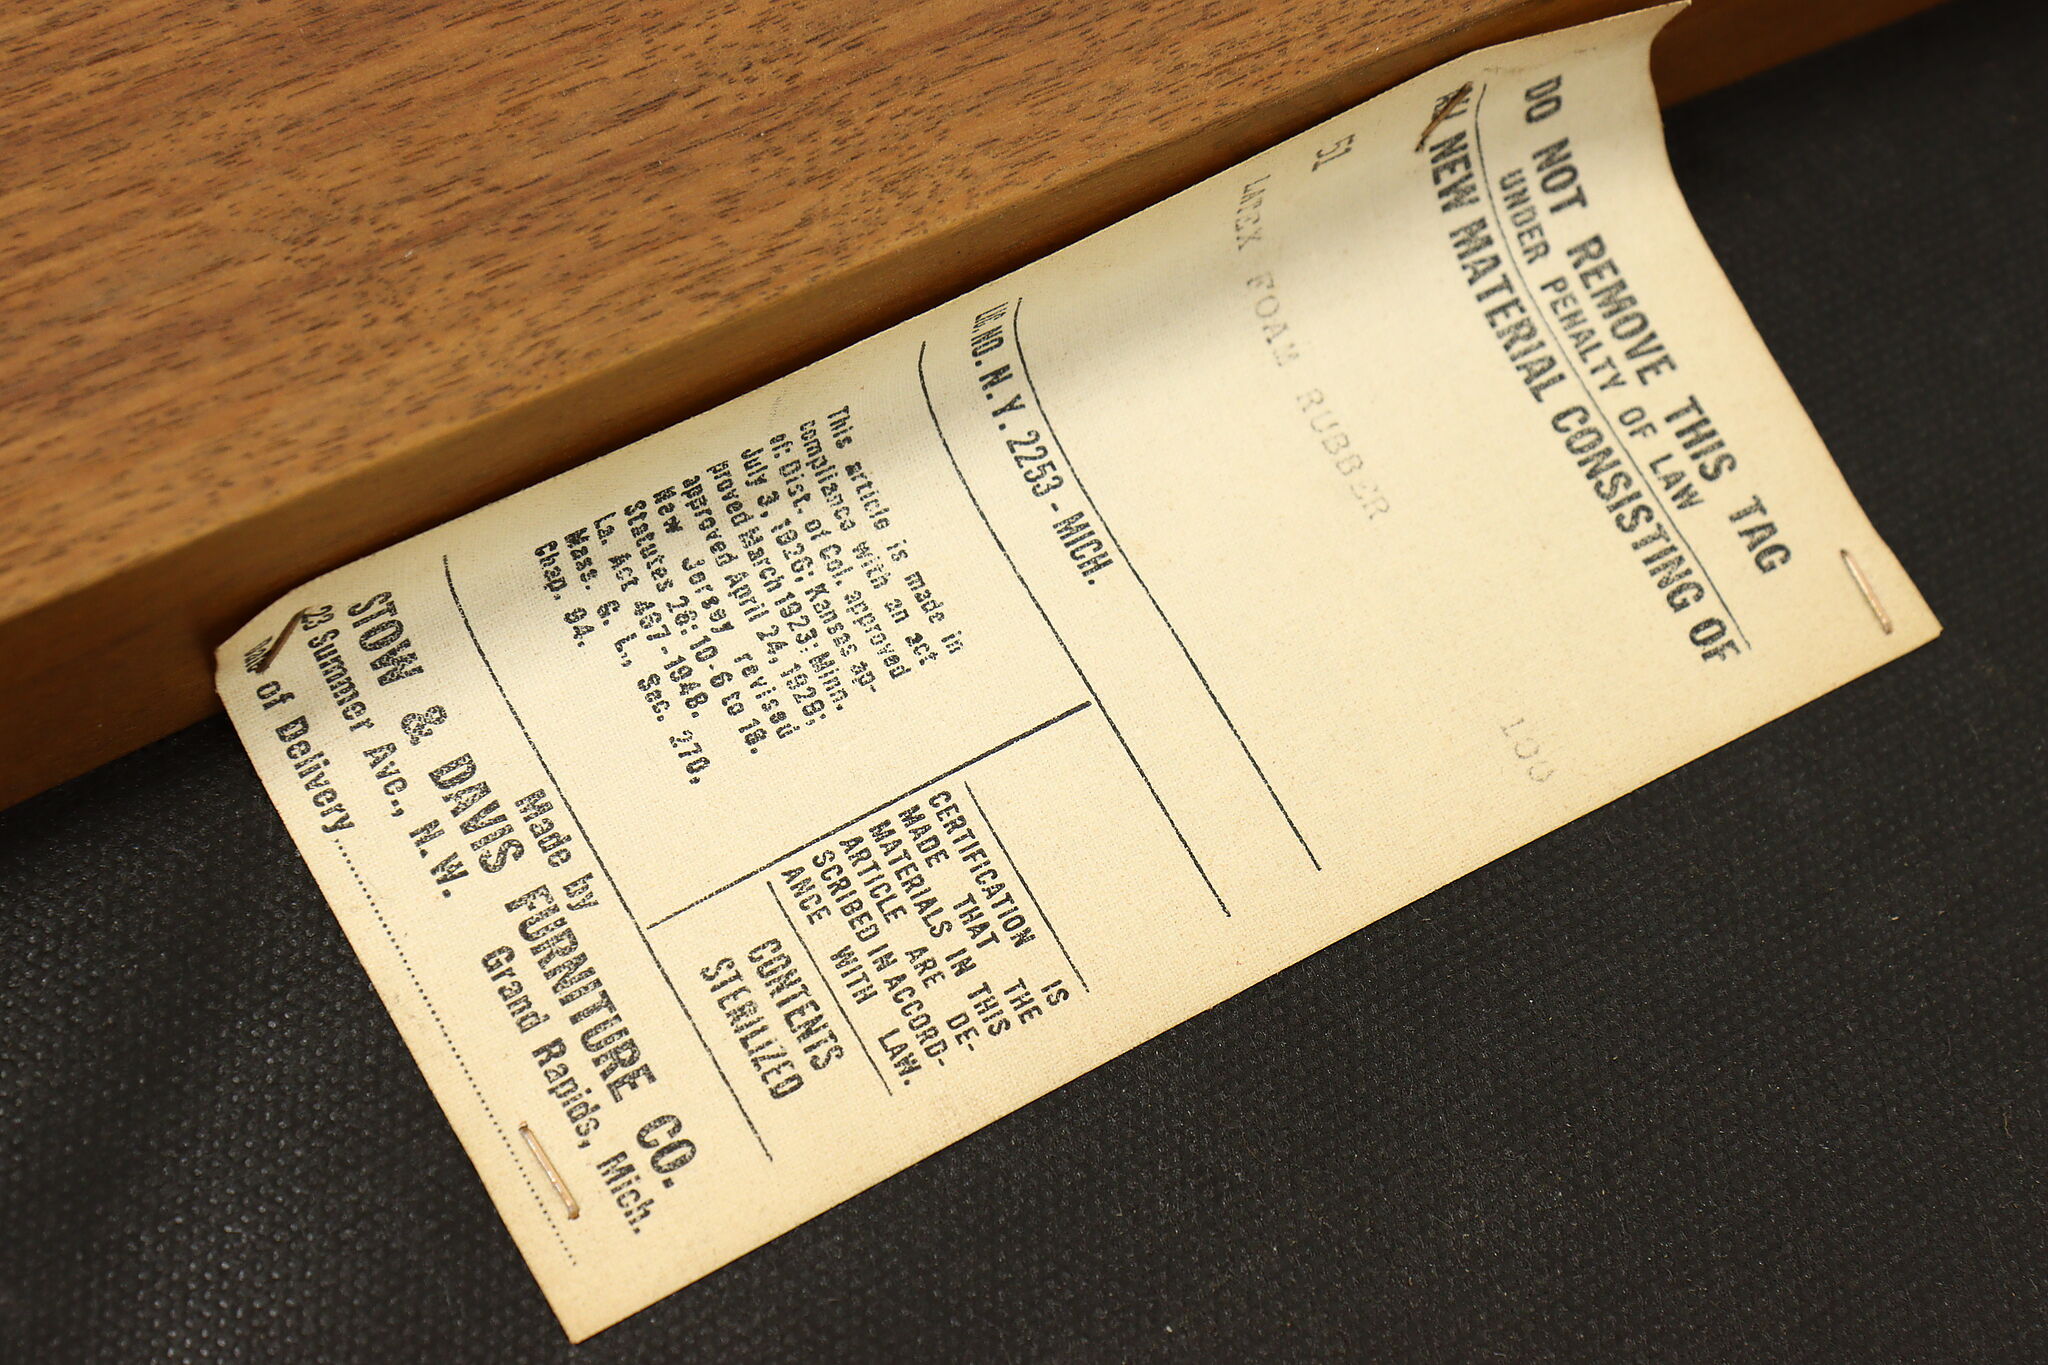 DO NOT REMOVE THIS TAG
UNDER PENALTY OF LAW
NEW MATERIAL CONSISTING OF
51
100
LATEX FOAM RUBBER
LIC. NO. N. Y. 2253 - MICH.
This article is made in
compliance with an act
of: Dist. of Col. approved
July 3, 1926; Kansas ap-
proved March 1923; Minn.
approved April 24, 1929;
New Jersey revised
Statutes 26:10-6 to 18.
La. Act 467-1948.
Mass. G. L., Sec. 270,
Chap. 94.
CERTIFICATION IS
MADE THAT THE
MATERIALS IN THIS
ARTICLE ARE DE-
SCRIBED IN ACCORD-
ANCE WITH LAW.
CONTENTS
STERILIZED
Made by
STOW & DAVIS FURNITURE CO.
Summer Ave., N.W. Grand Rapids, Mich.
of Delivery